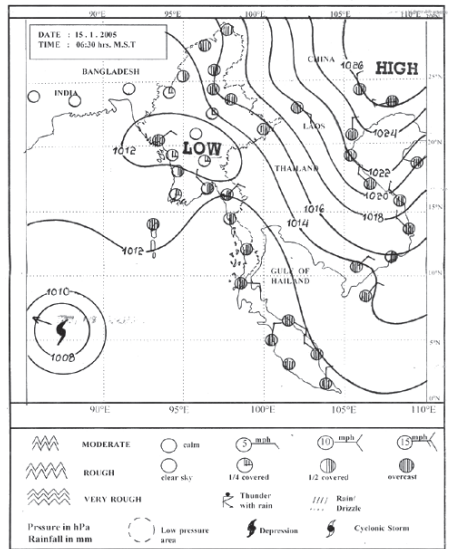 90°E 95°E 100°E 105°E 110°E
DATE : 15 . 1 . 2005
TIME : 06:30 hrs. M.S.T
CHINA
1026
HIGH
BANGLADESH
25°N
INDIA
1012
LOW
LAOS
1024
20°N
THAILAND
1022
1020
1016
1018
1014
15°N
1012
GULF OF
HAILAND
10°N
1010
1008
5°N
0°N
90°E 95°E 100°E 105°E 110°E
MODERATE calm 5 mph 10 mph 15 mph
ROUGH clear sky 1/4 covered 1/2 covered overcast
VERY ROUGH Thunder with rain Rain/ Drizzle
Prssure in hPa
Rainfall in mm
Low pressure
area
Depression
Cyclonic Storm